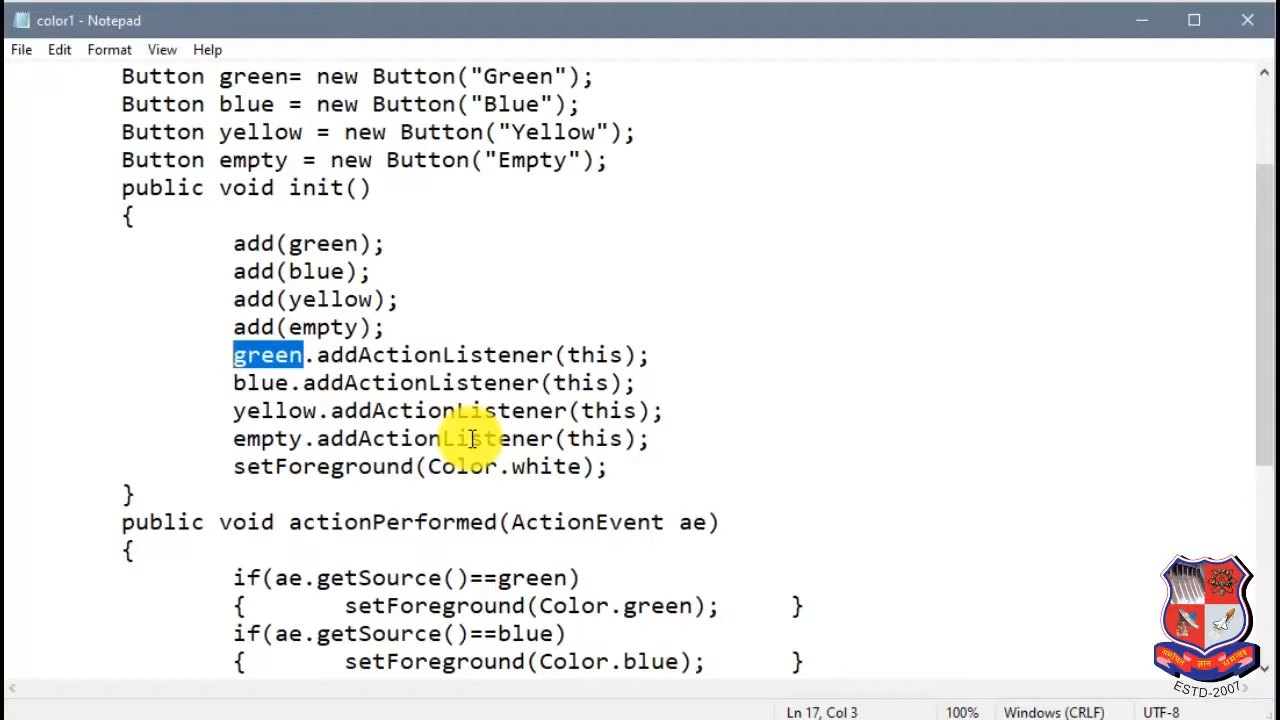 color1 - Notepad
File Edit Format View Help
Button green= new Button("Green");
Button blue = new Button("Blue");
Button yellow = new Button("Yellow");
Button empty = new Button("Empty");
public void init()
{
add(green);
add(blue);
add(yellow);
add(empty);
green.addActionListener(this);
blue.addActionListener(this);
yellow.addActionListener(this);
empty.addActionListener(this);
setForeground(Color.white);
}
public void actionPerformed(ActionEvent ae)
{
if(ae.getSource()==green)
{ setForeground(Color.green); }
if(ae.getSource()==blue)
{ setForeground(Color.blue); }
ज्ञान
ESTD-2007
Ln 17, Col 3 100% Windows (CRLF) UTF-8